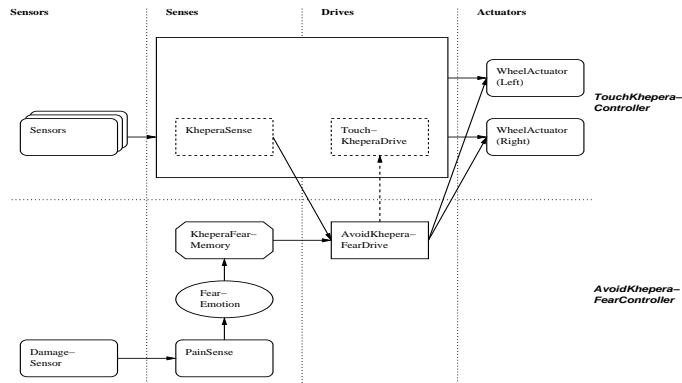 Sensors
Senses
Drives
Actuators
WheelActuator
(Left)
TouchKhepera–
Controller
Sensors
KheperaSense
Touch–
KheperaDrive
WheelActuator
(Right)
KheperaFear–
Memory
AvoidKhepera–
FearDrive
Fear–
Emotion
AvoidKhepera–
FearController
Damage–
Sensor
PainSense